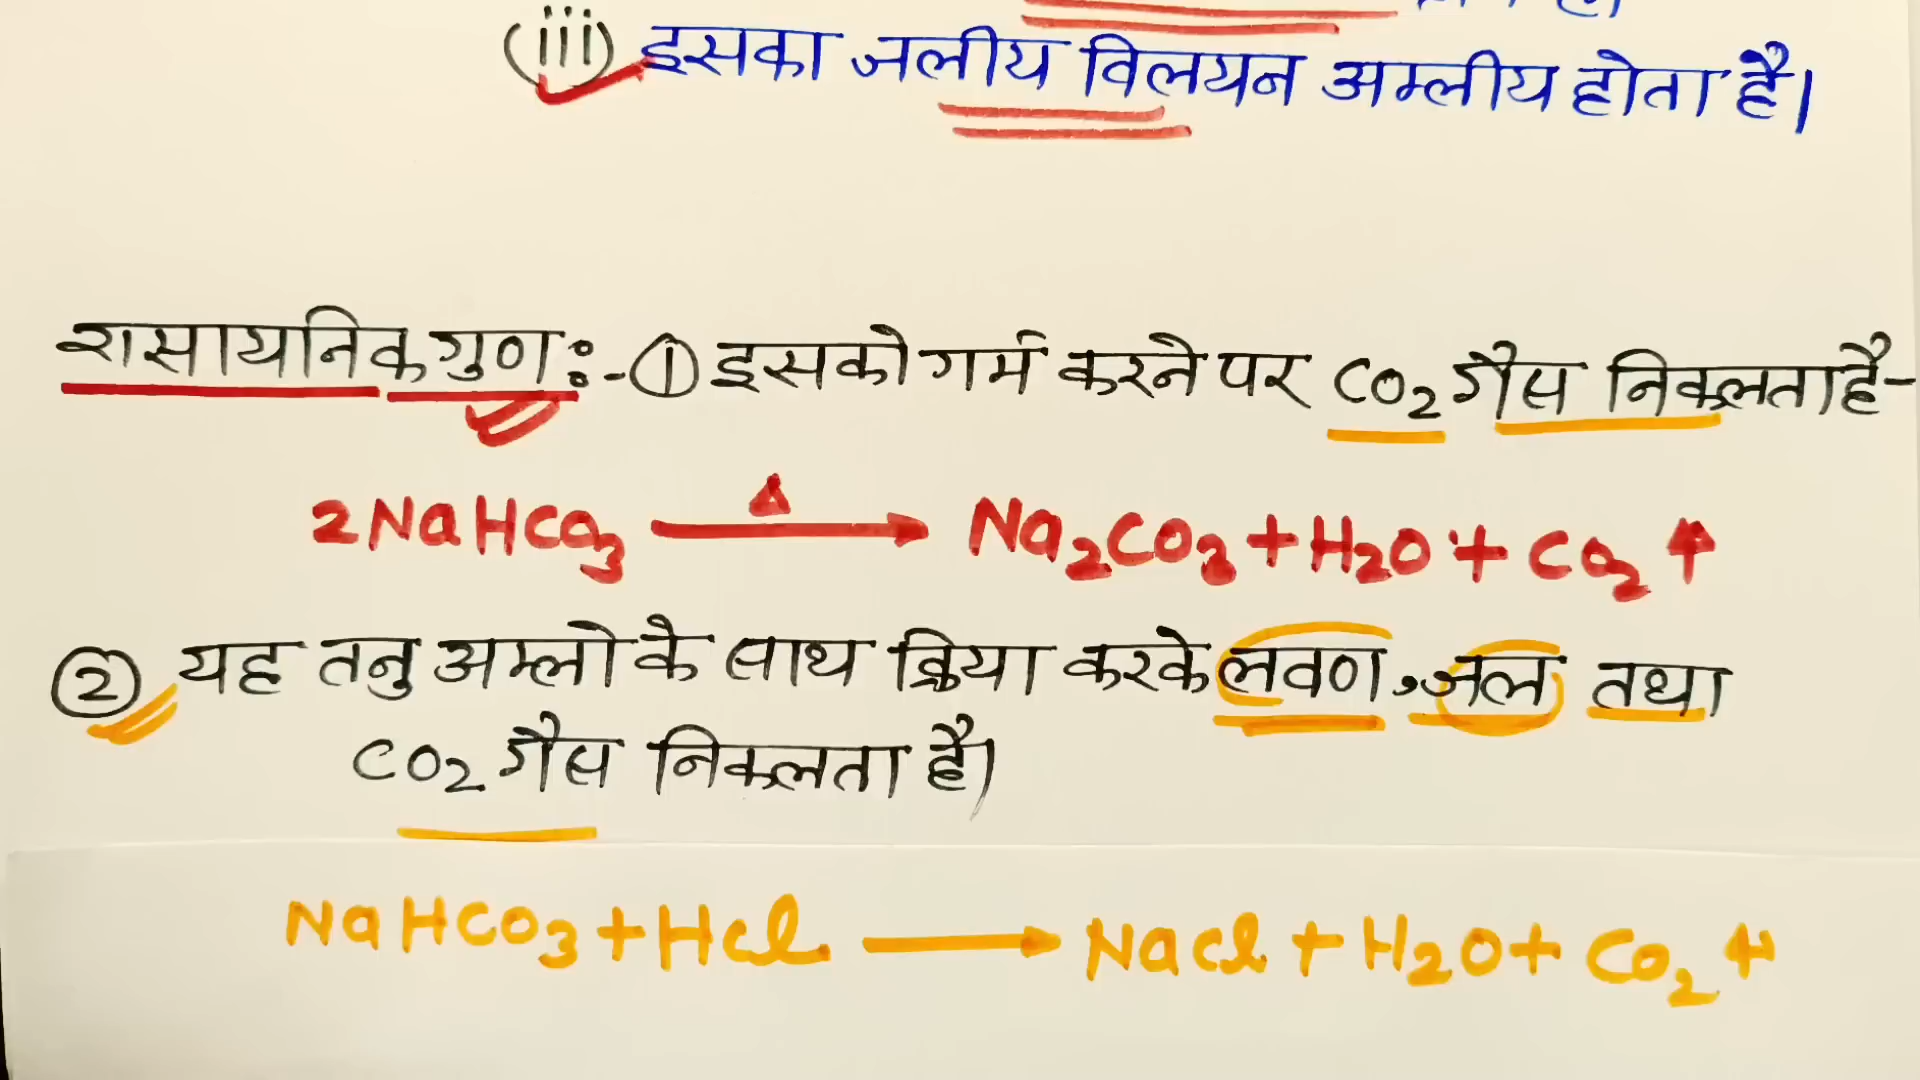 (iii) इसका जलीय विलयन अम्लीय होता है।
रासायनिक गुण :- ① इसको गर्म करने पर CO2 गैस निकलता है-
2NaHCO3 —Δ→ Na2CO3 + H2O + CO2 ↑
② यह तनु अम्लो के साथ क्रिया करके लवण, जल तथा
CO2 गैस निकलता है।
NaHCO3 + HCl → NaCl + H2O + CO2 ↑